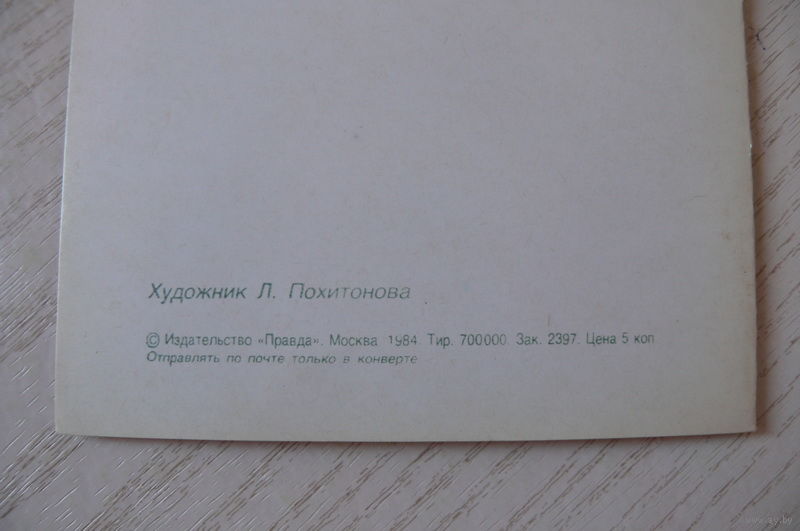 Художник Л. Похитонова
© Издательство «Правда». Москва 1984. Тир. 700000. Зак. 2397. Цена 5 коп.
Отправлять по почте только в конверте